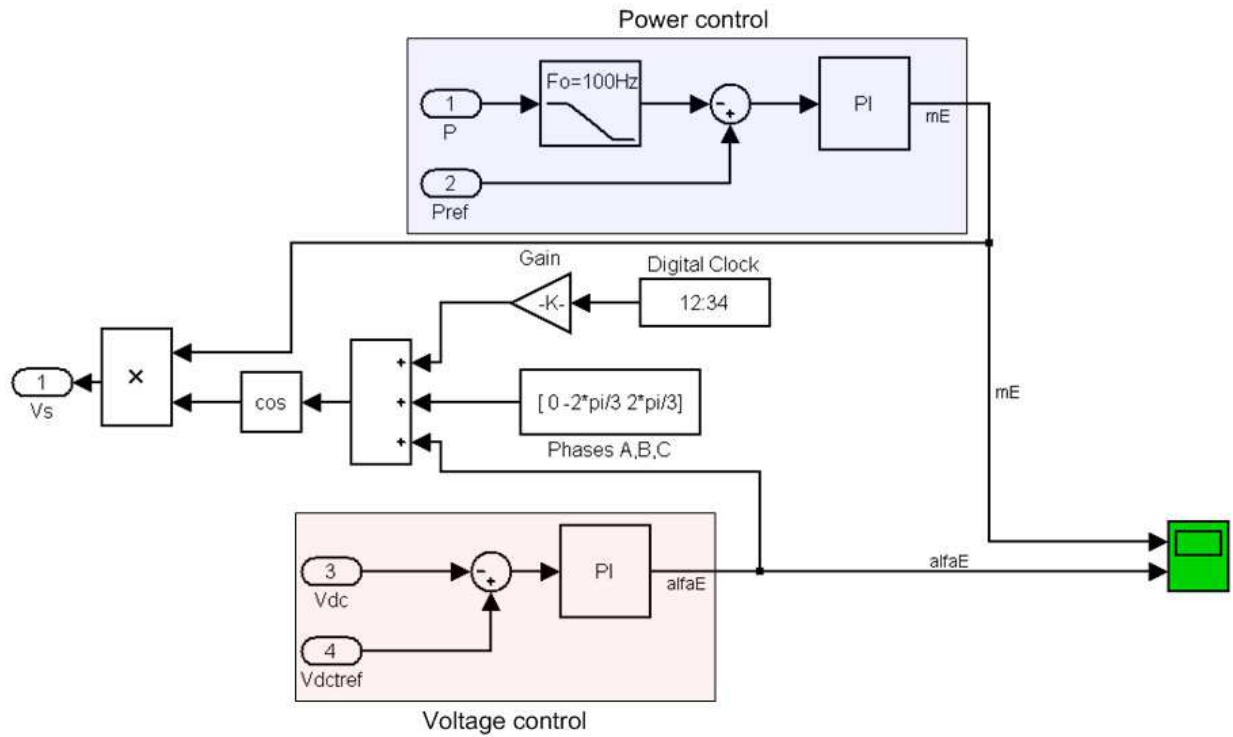 Power control
Fo=100Hz
1
P
PI
mE
2
Pref
Gain
Digital Clock
-K-
12:34
×
1
Vs
cos
+
+
+
[ 0 -2*pi/3 2*pi/3]
Phases A,B,C
mE
-
+
3
Vdc
-
+
PI
alfaE
alfaE
4
Vdctref
Voltage control